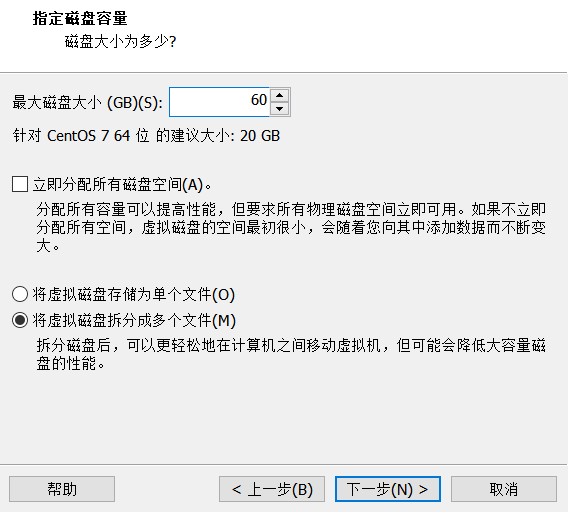 指定磁盘容量
磁盘大小为多少?
最大磁盘大小 (GB)(S): 60
针对 CentOS 7 64 位 的建议大小: 20 GB
立即分配所有磁盘空间(A)。
分配所有容量可以提高性能，但要求所有物理磁盘空间立即可用。如果不立即
分配所有空间，虚拟磁盘的空间最初很小，会随着您向其中添加数据而不断变
大。
将虚拟磁盘存储为单个文件(O)
将虚拟磁盘拆分成多个文件(M)
拆分磁盘后，可以更轻松地在计算机之间移动虚拟机，但可能会降低大容量磁
盘的性能。
帮助 < 上一步(B) 下一步(N) > 取消